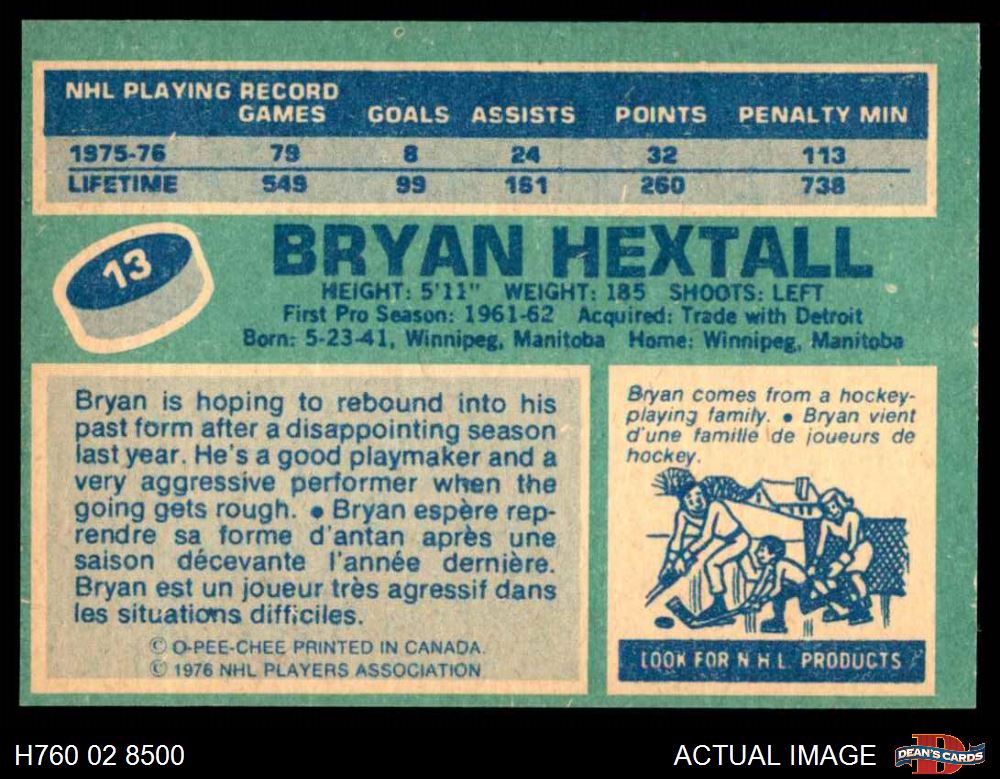 NHL PLAYING RECORD
GAMES GOALS ASSISTS POINTS PENALTY MIN
1975-76 79 8 24 32 113
LIFETIME 549 99 161 260 738
13
BRYAN HEXTALL
HEIGHT: 5'11" WEIGHT: 185 SHOOTS: LEFT
First Pro Season: 1961-62 Acquired: Trade with Detroit
Born: 5-23-41, Winnipeg, Manitoba Home: Winnipeg, Manitoba
Bryan is hoping to rebound into his
past form after a disappointing season
last year. He's a good playmaker and a
very aggressive performer when the
going gets rough. ● Bryan espère rep-
rendre sa forme d'antan après une
saison décevante l'année dernière.
Bryan est un joueur très agressif dans
les situations difficiles.
© O-PEE-CHEE PRINTED IN CANADA.
© 1976 NHL PLAYERS ASSOCIATION
Bryan comes from a hockey-
playing family. ● Bryan vient
d'une famille de joueurs de
hockey.
LOOK FOR N H L PRODUCTS
H760 02 8500
ACTUAL IMAGE
DEAN'S CARDS